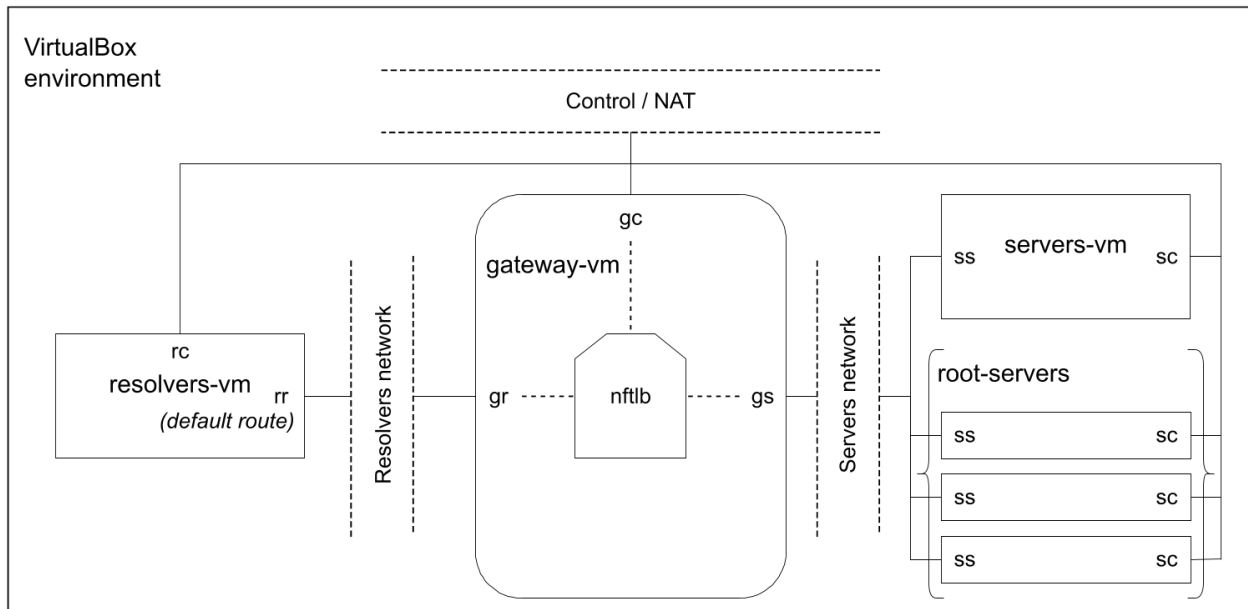 VirtualBox
environment
Control / NAT
gc
gateway-vm
servers-vm
ss
sc
rc
resolvers-vm
rr
(default route)
Resolvers network
gr
nftlb
gs
Servers network
root-servers
ss
sc
ss
sc
ss
sc